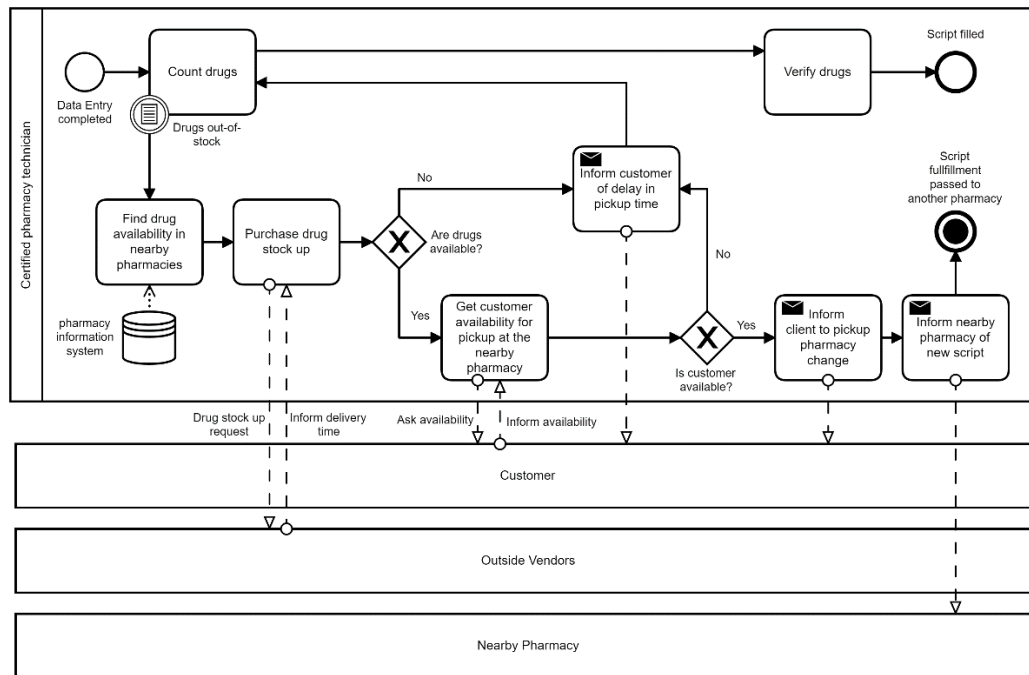 Certified pharmacy technician
Data Entry
completed
Count drugs
Drugs out-of-
stock
Verify drugs
Script filled
Find drug
availability in
nearby
pharmacies
pharmacy
information
system
Purchase drug
stock up
Are drugs
available?
No
Yes
Inform customer
of delay in
pickup time
Get customer
availability for
pickup at the
nearby
pharmacy
Is customer
available?
No
Yes
Inform
client to pickup
pharmacy
change
Inform nearby
pharmacy of
new script
Script
fullfillment
passed to
another pharmacy
Drug stock up
request
Inform delivery
time
Ask availability
Inform availability
Customer
Outside Vendors
Nearby Pharmacy